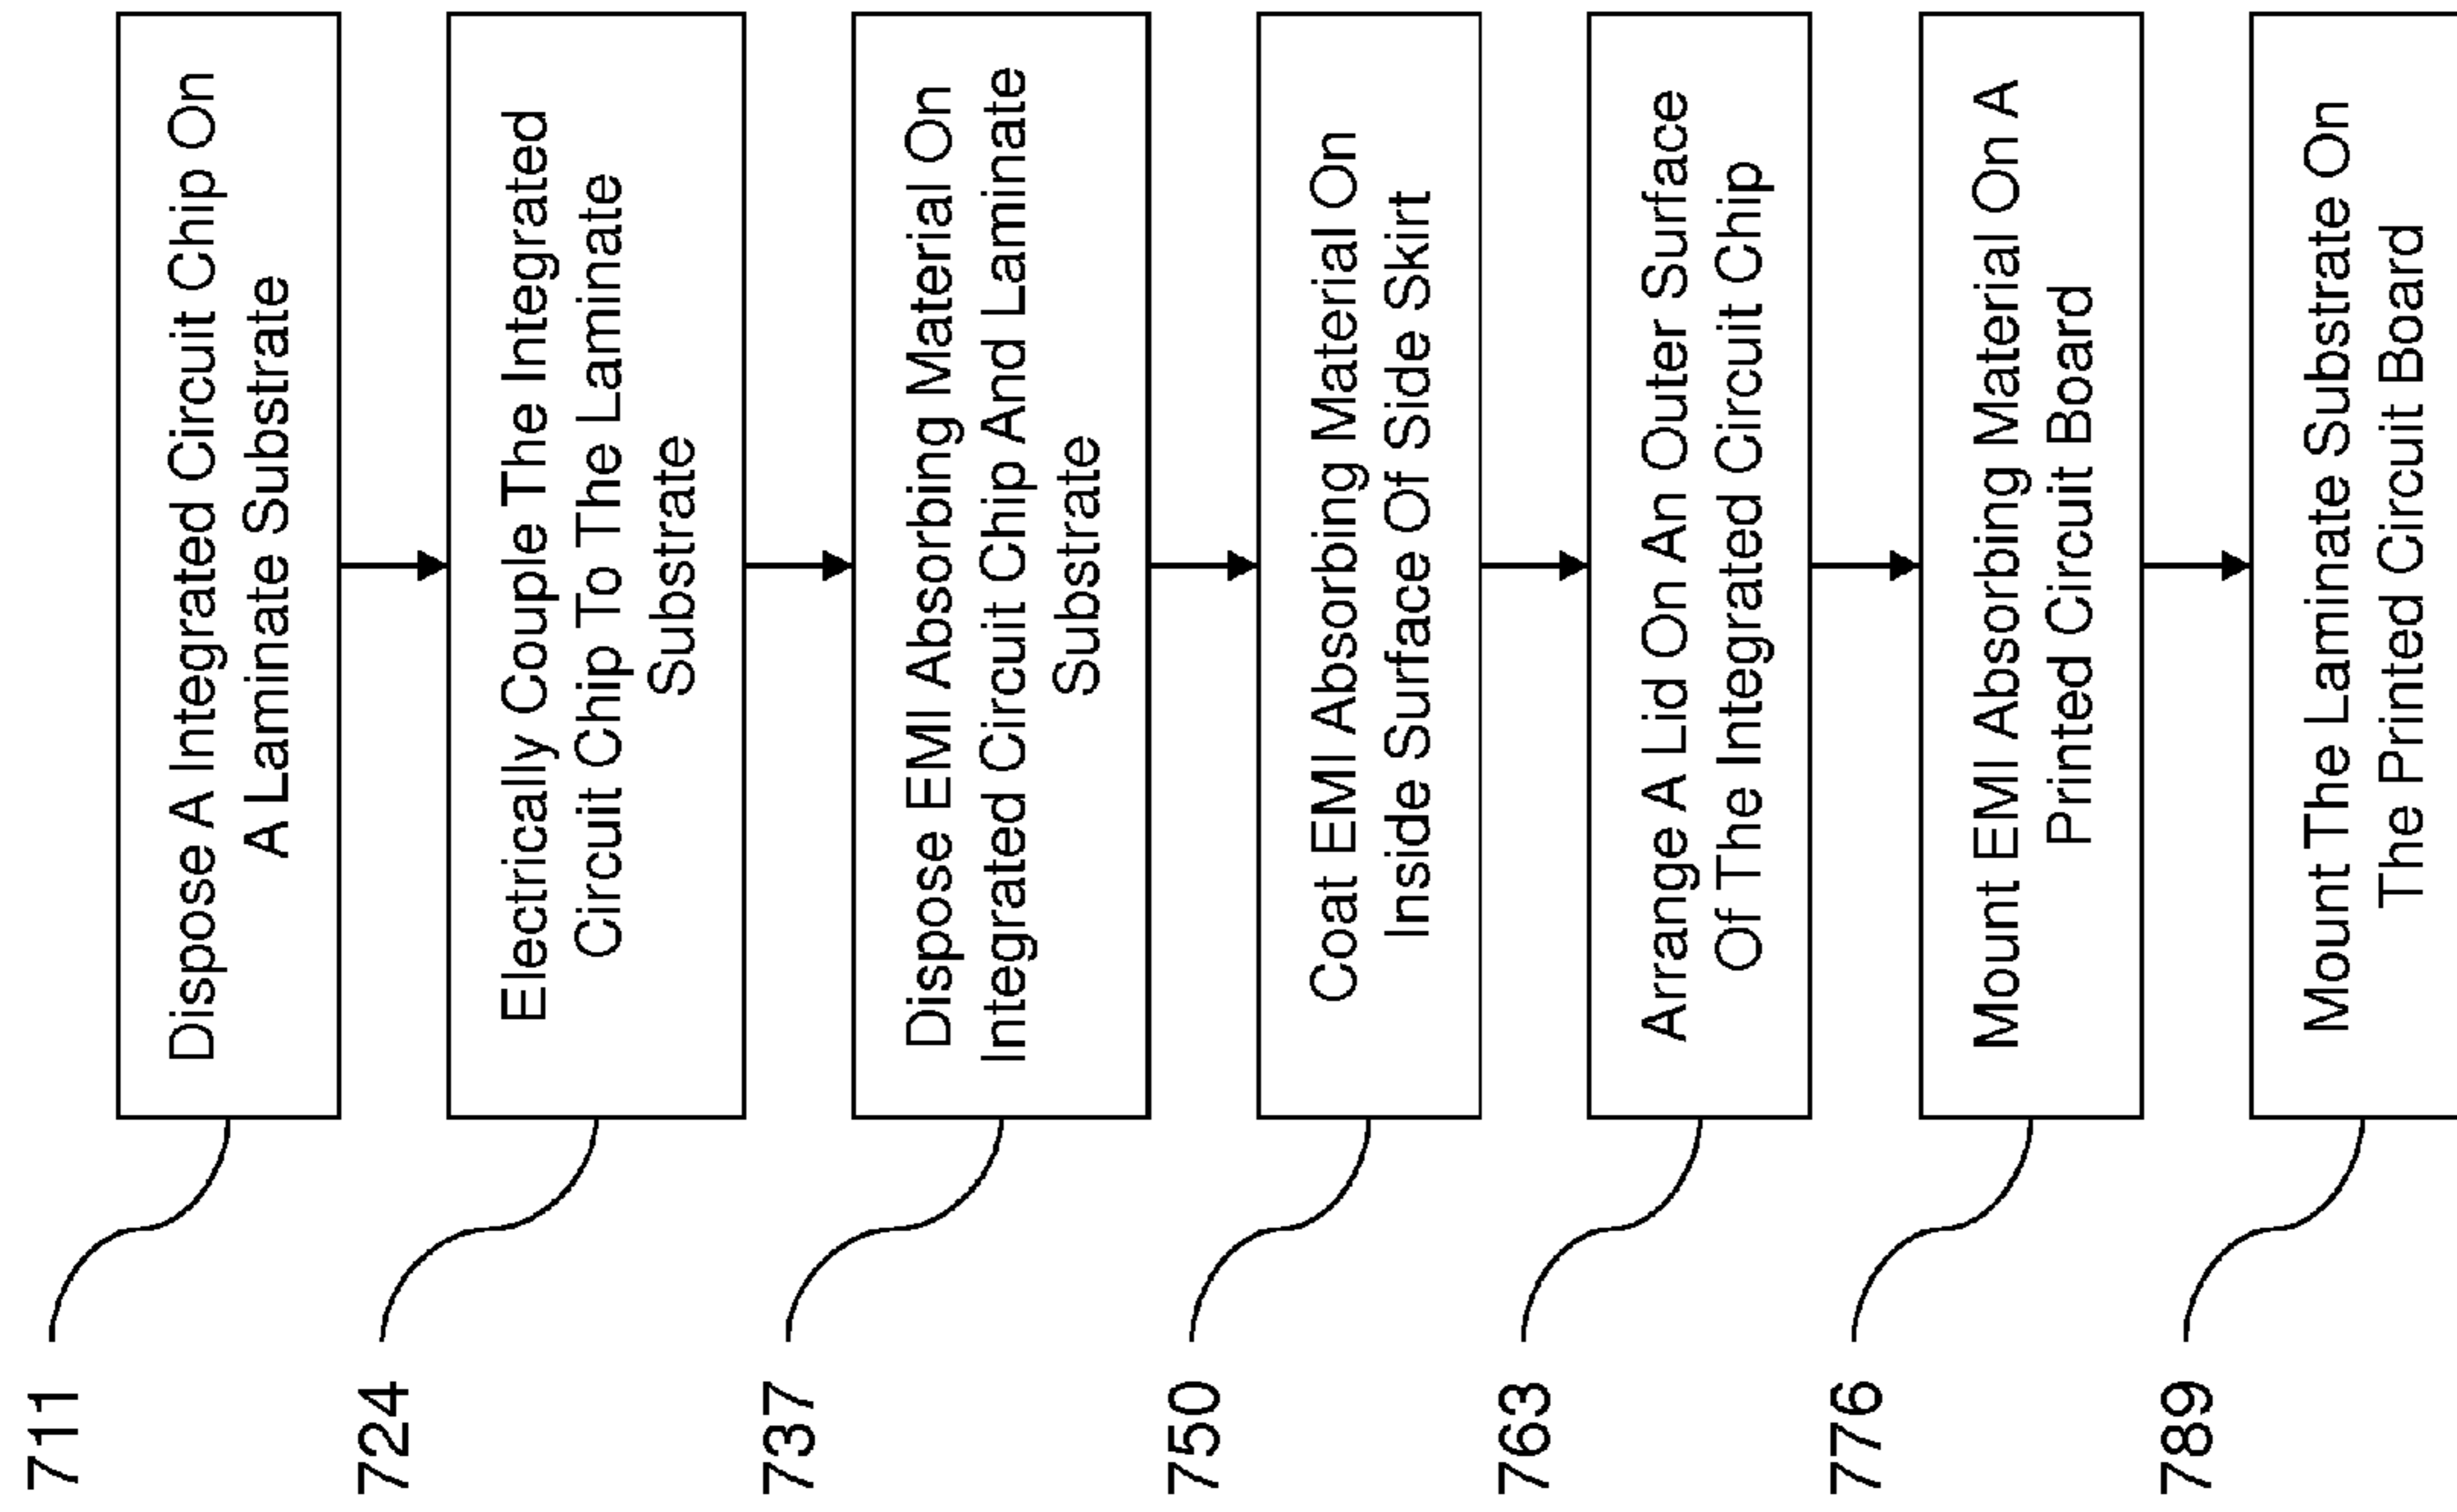 711
Dispose A Integrated Circuit Chip On
A Laminate Substrate
724
Electrically Couple The Integrated
Circuit Chip To The Laminate
Substrate
737
Dispose EMI Absorbing Material On
Integrated Circuit Chip And Laminate
Substrate
750
Coat EMI Absorbing Material On
Inside Surface Of Side Skirt
763
Arrange A Lid On An Outer Surface
Of The Integrated Circuit Chip
776
Mount EMI Absorbing Material On A
Printed Circuit Board
789
Mount The Laminate Substrate On
The Printed Circuit Board